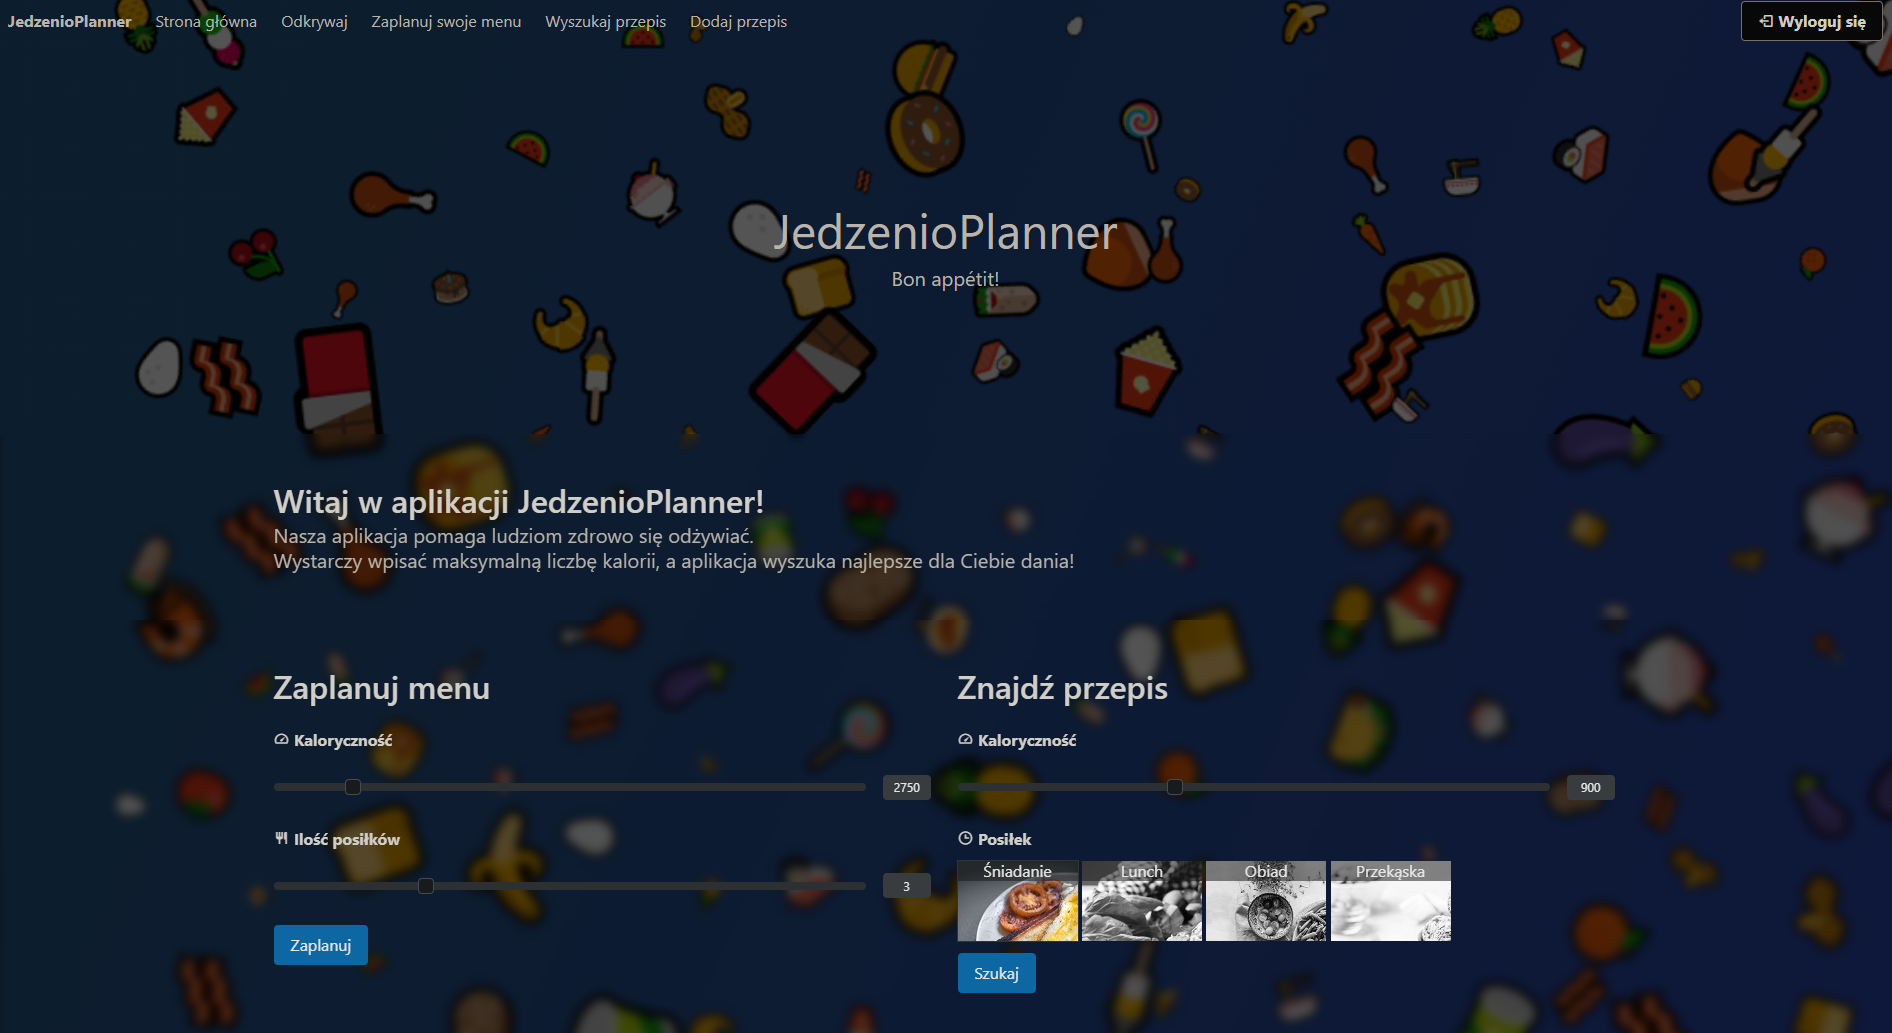 JedzenioPlanner Strona główna Odkrywaj Zaplanuj swoje menu Wyszukaj przepis Dodaj przepis Wyloguj się
JedzenioPlanner
Bon appétit!
Witaj w aplikacji JedzenioPlanner!
Nasza aplikacja pomaga ludziom zdrowo się odżywiać.
Wystarczy wpisać maksymalną liczbę kalorii, a aplikacja wyszuka najlepsze dla Ciebie dania!
Zaplanuj menu
Kaloryczność
2750
Ilość posiłków
3
Zaplanuj
Znajdź przepis
Kaloryczność
900
Posiłek
Śniadanie Lunch Obiad Przekąska
Szukaj